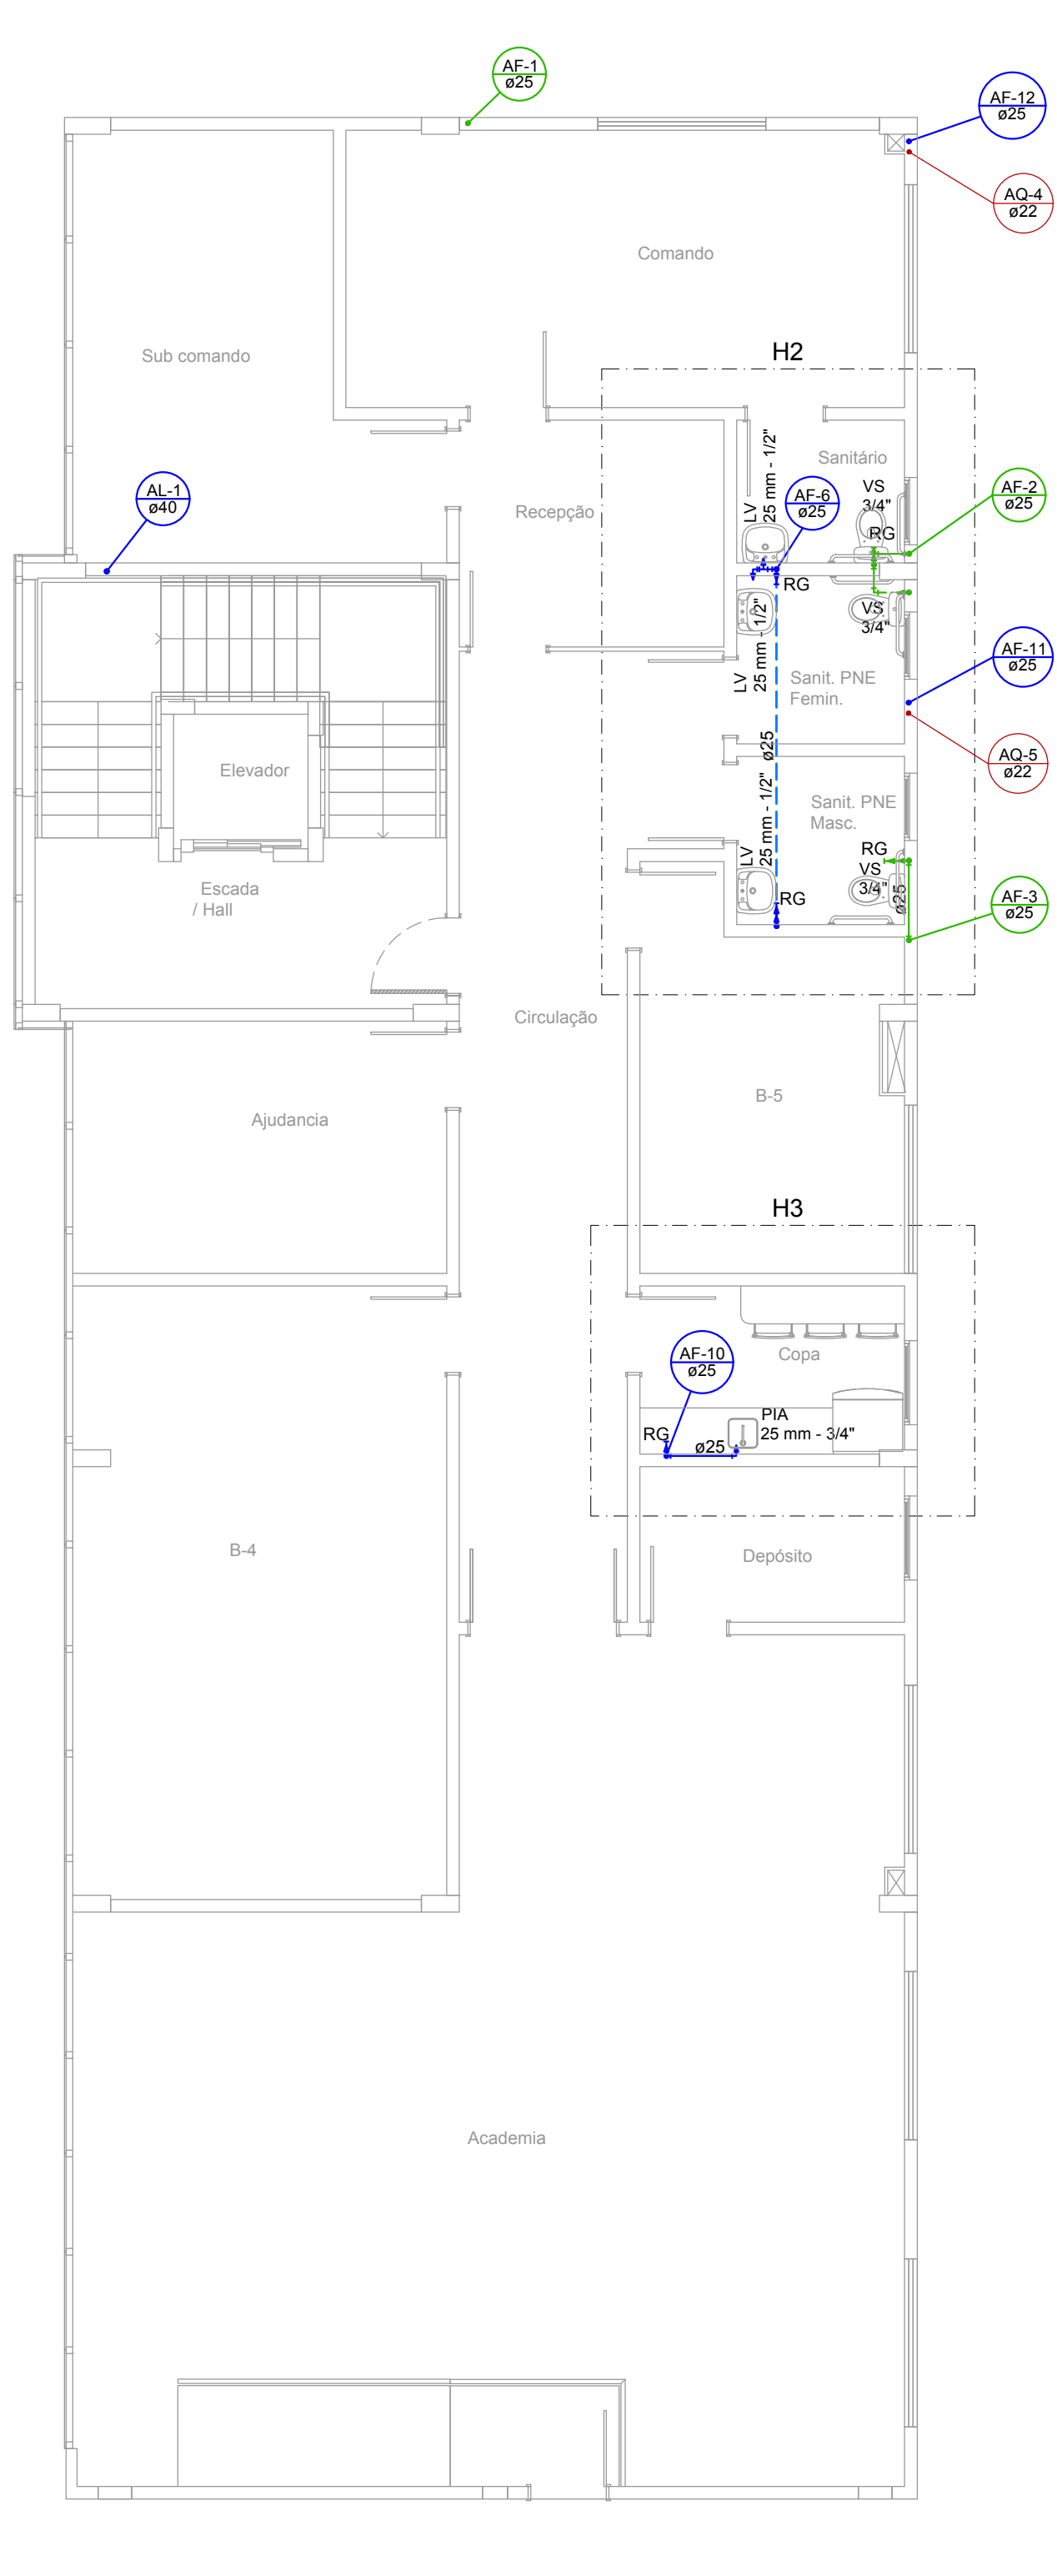 AF-1
ø25
AF-12
ø25
AQ-4
ø22
Comando
Sub comando
H2
Sanitário
AL-1
ø40
Recepção
LV
25 mm - 1/2"
AF-6
ø25
VS
3/4"
RG
AF-2
ø25
RG
VS
3/4"
LV
25 mm - 1/2"
Sanit. PNE
Femin.
AF-11
ø25
ø25
AQ-5
ø22
Elevador
Sanit. PNE
Masc.
LV
25 mm - 1/2"
RG
VS
3/4"
ø25
RG
AF-3
ø25
Escada
/ Hall
Circulação
B-5
Ajudancia
H3
Copa
AF-10
ø25
PIA
25 mm - 3/4"
RG
ø25
B-4
Depósito
Academia